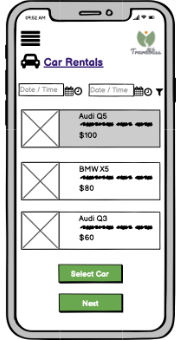 09:52 AM
Car Rentals
Date / Time
Date / Time
Audi Q5
$100
BMW X5
$80
Audi Q3
$60
Select Car
Next